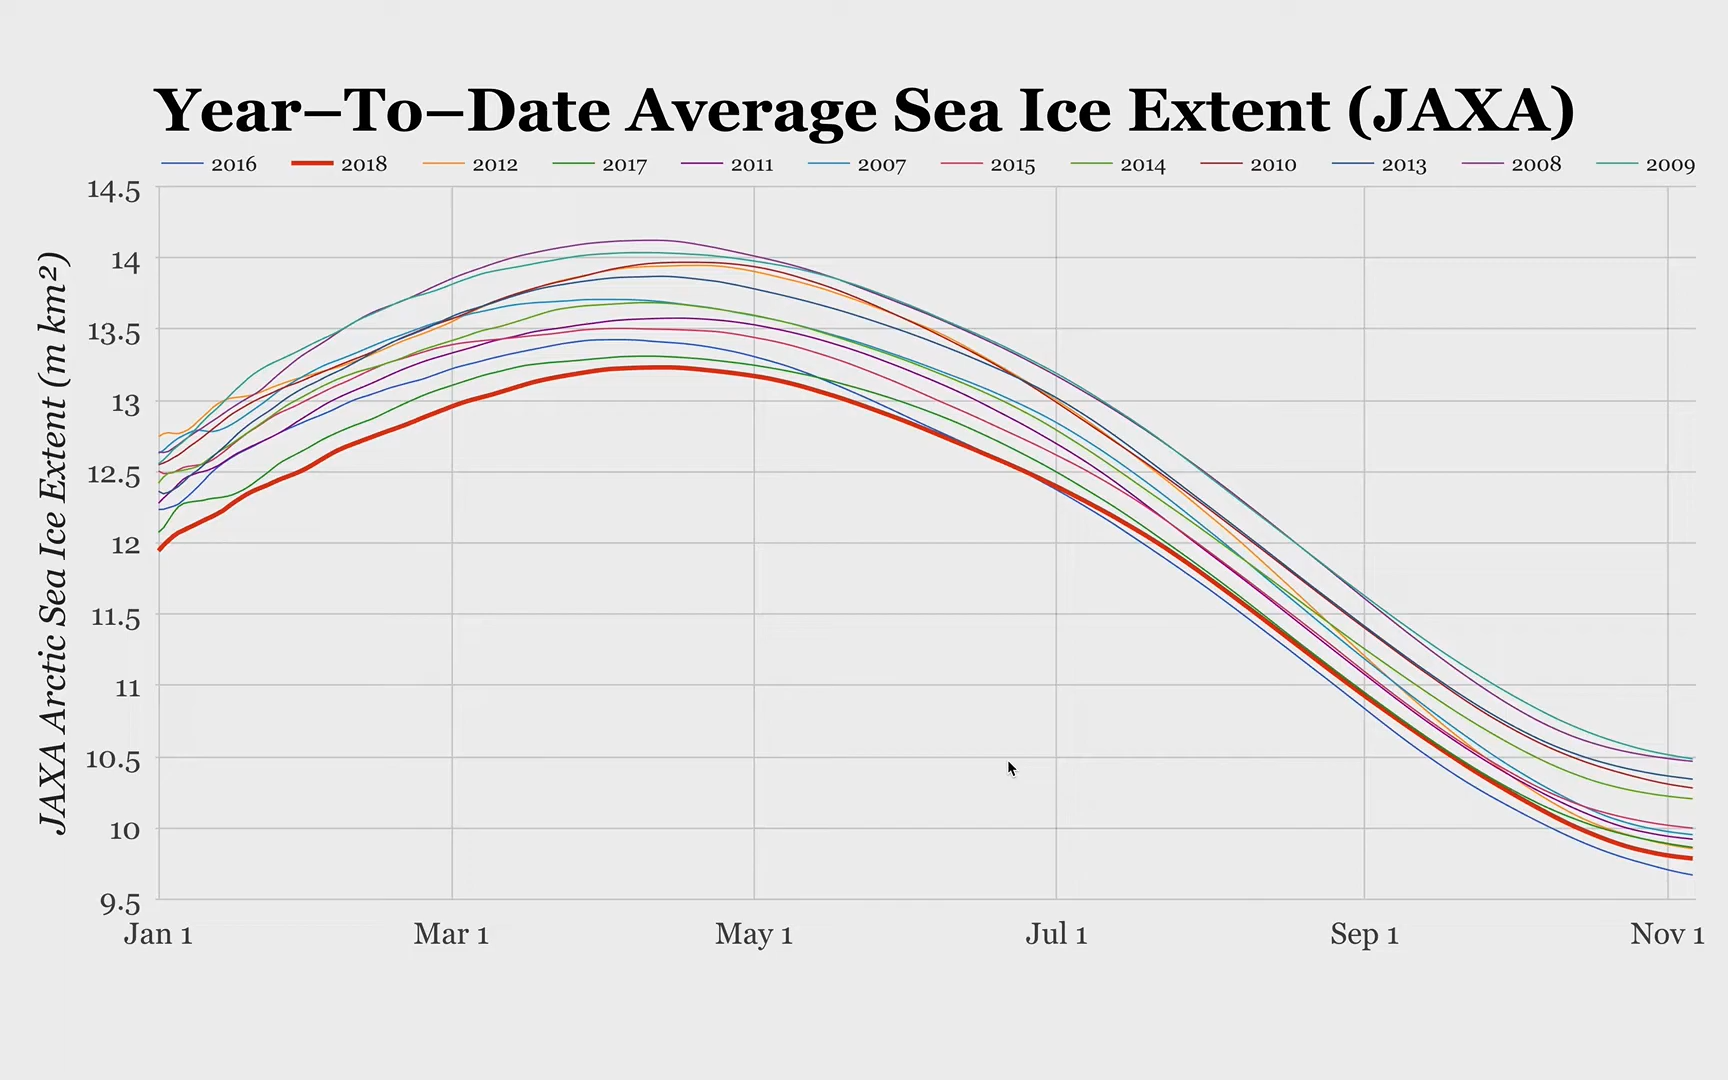 Year–To–Date Average Sea Ice Extent (JAXA)
2016 2018 2012 2017 2011 2007 2015 2014 2010 2013 2008 2009
JAXA Arctic Sea Ice Extent (m km²)
14.5
14
13.5
13
12.5
12
11.5
11
10.5
10
9.5
Jan 1 Mar 1 May 1 Jul 1 Sep 1 Nov 1